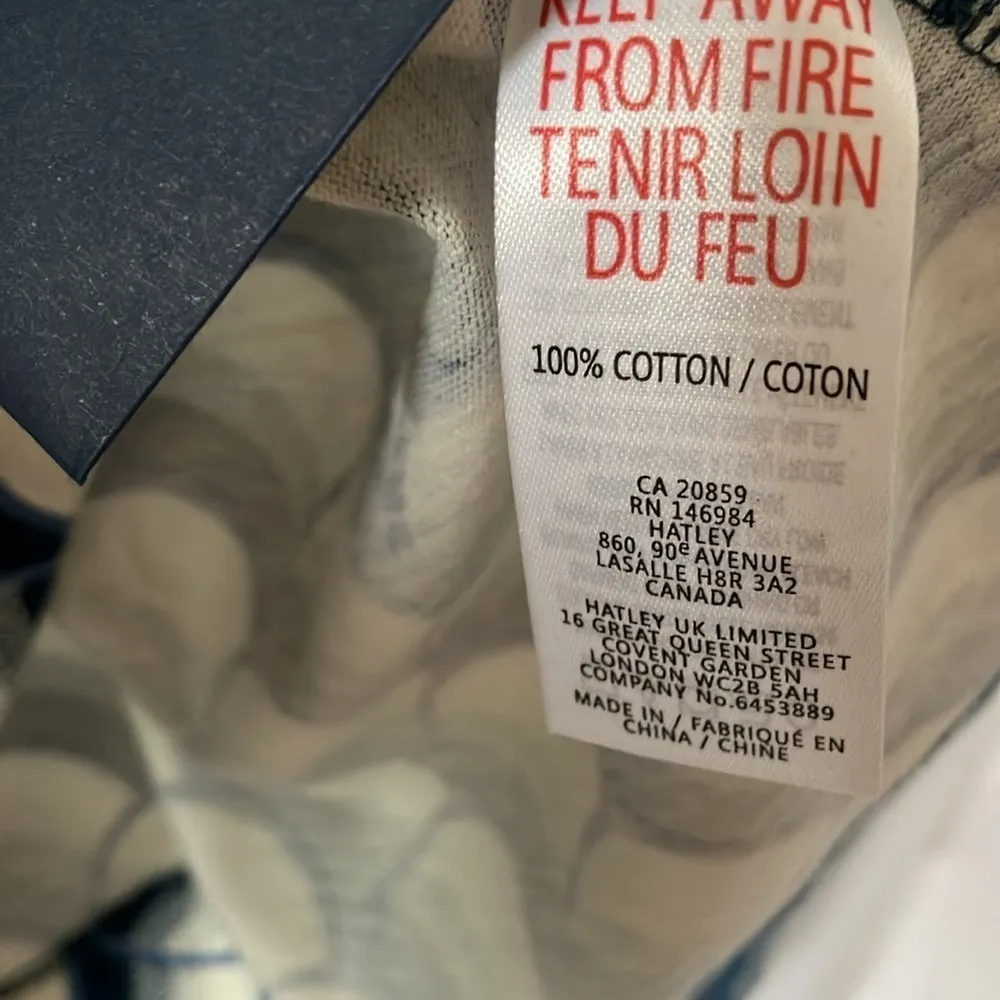 KEEP AWAY
FROM FIRE
TENIR LOIN
DU FEU
100% COTTON / COTON
CA 20859
RN 146984
HATLEY
860, 90e AVENUE
LASALLE H8R 3A2
CANADA
HATLEY UK LIMITED
16 GREAT QUEEN STREET
COVENT GARDEN
LONDON WC2B 5AH
COMPANY No.6453889
MADE IN / FABRIQUÉ EN
CHINA / CHINE